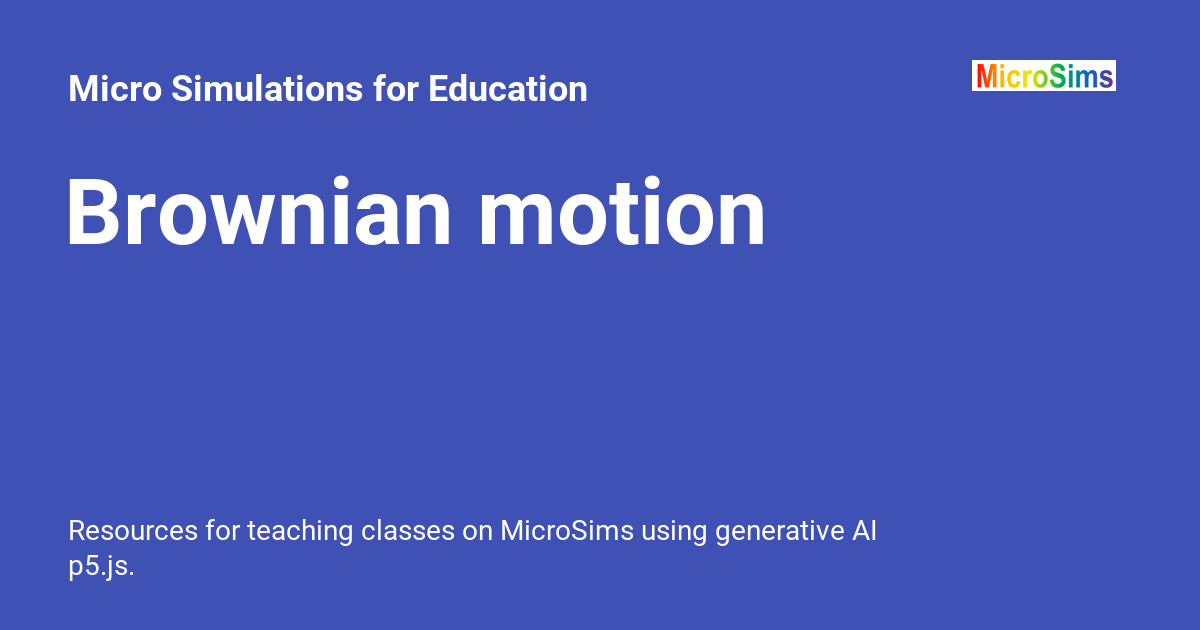 Micro Simulations for Education
MicroSims
Brownian motion
Resources for teaching classes on MicroSims using generative AI
p5.js.